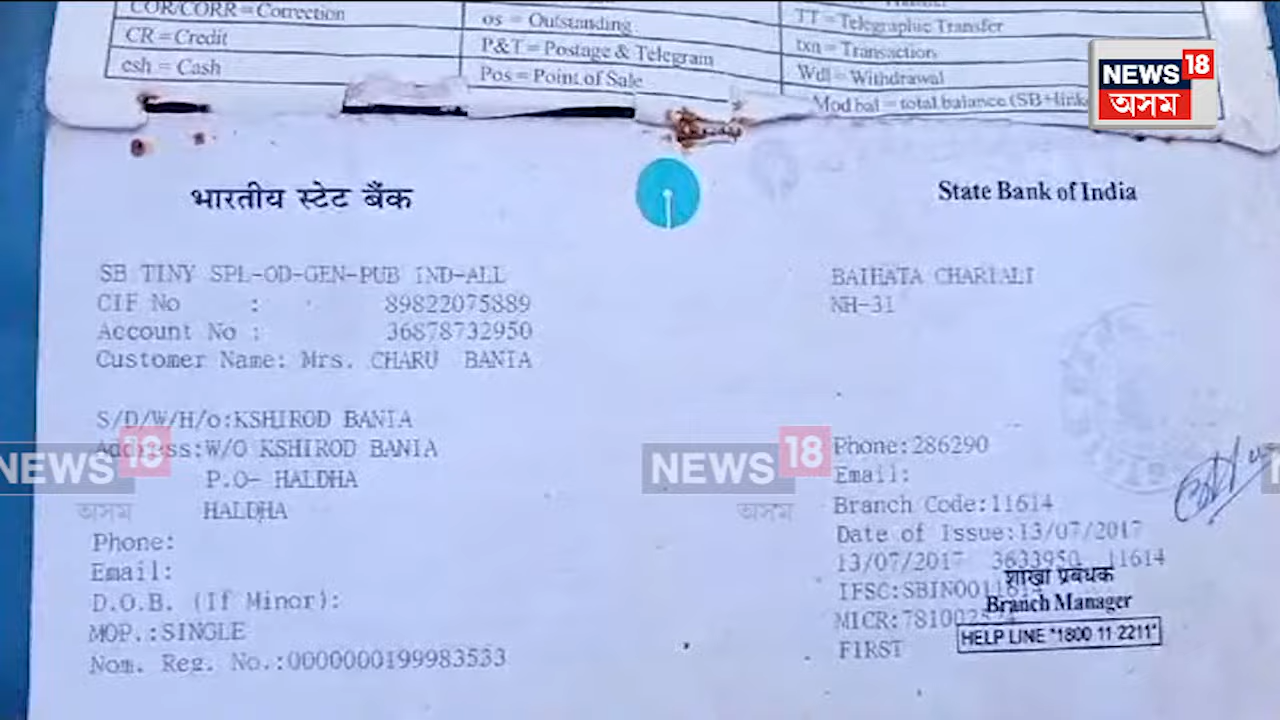 COR/CORR = Correction
os = Outstanding
TT = Telegraphic Transfer
CR = Credit
P&T = Postage & Telegram
txn = Transaction
csh = Cash
Pos = Point of Sale
Wdl = Withdrawal
Mod bal = total balance (SB+link
NEWS 18
অসম
भारतीय स्टेट बैंक
State Bank of India
SB TINY SPL-OD-GEN-PUB IND-ALL
BAIHATA CHARIALI
CIF No : 89822075889
NH-31
Account No : 36878732950
Customer Name: Mrs. CHARU BANIA
S/D/W/H/o:KSHIROD BANIA
Address:W/O KSHIROD BANIA
P.O- HALDHA
HALDHA
Phone:
Email:
D.O.B. (If Minor):
MOP.:SINGLE
Nom. Reg. No.:0000000199983533
Phone:286290
Email:
Branch Code:11614
Date of Issue:13/07/2017
13/07/2017 3633950 11614
शाखा प्रबंधक
IFSC:SBIN0011614
Branch Manager
MICR:781002
HELP LINE "1800 11 2211"
FIRST
NEWS 18
অসম
NEWS 18
অসম